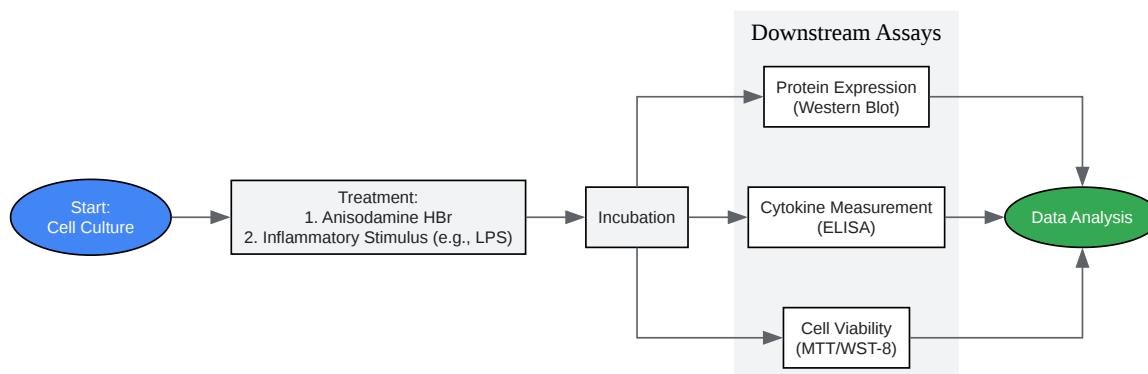 Start:
Cell Culture
Treatment:
1. Anisodamine HBr
2. Inflammatory Stimulus (e.g., LPS)
Incubation
Downstream Assays
Protein Expression
(Western Blot)
Cytokine Measurement
(ELISA)
Cell Viability
(MTT/WST-8)
Data Analysis